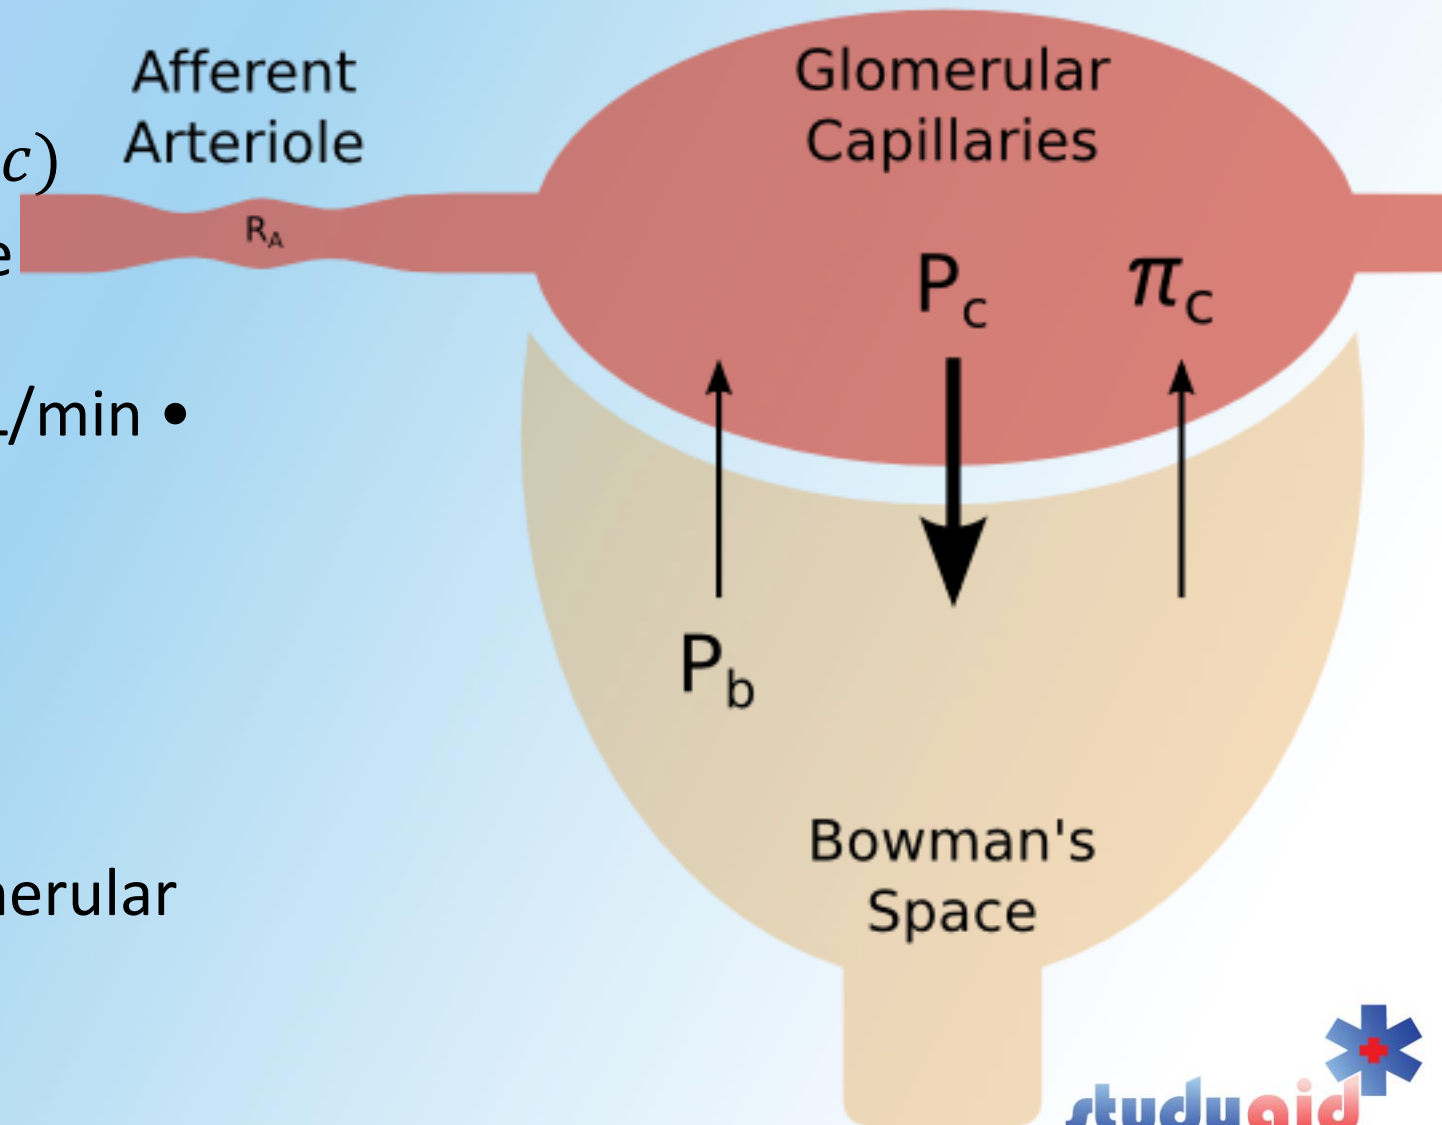 Afferent
Arteriole
Glomerular
Capillaries
c)
R_A
e
P_c
π_c
L/min •
P_b
Bowman's
Space
nerular
studyaid